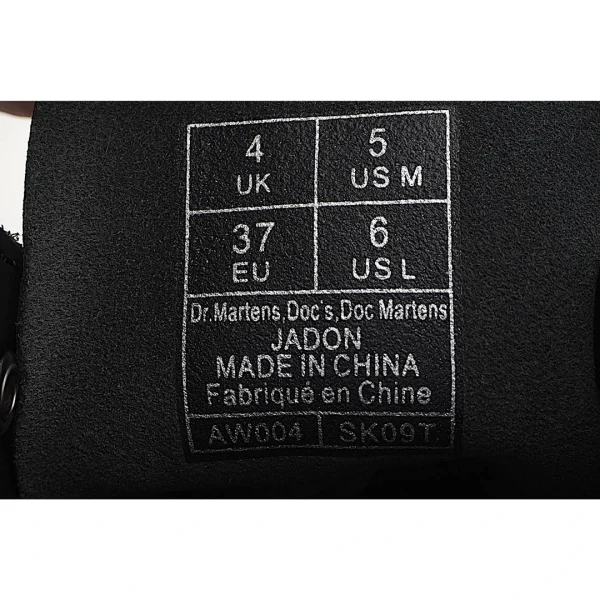 4 5
UK US M
37 6
EU US L
Dr.Martens,Doc's,Doc Martens
JADON
MADE IN CHINA
Fabriqué en Chine
AW004 SK09T